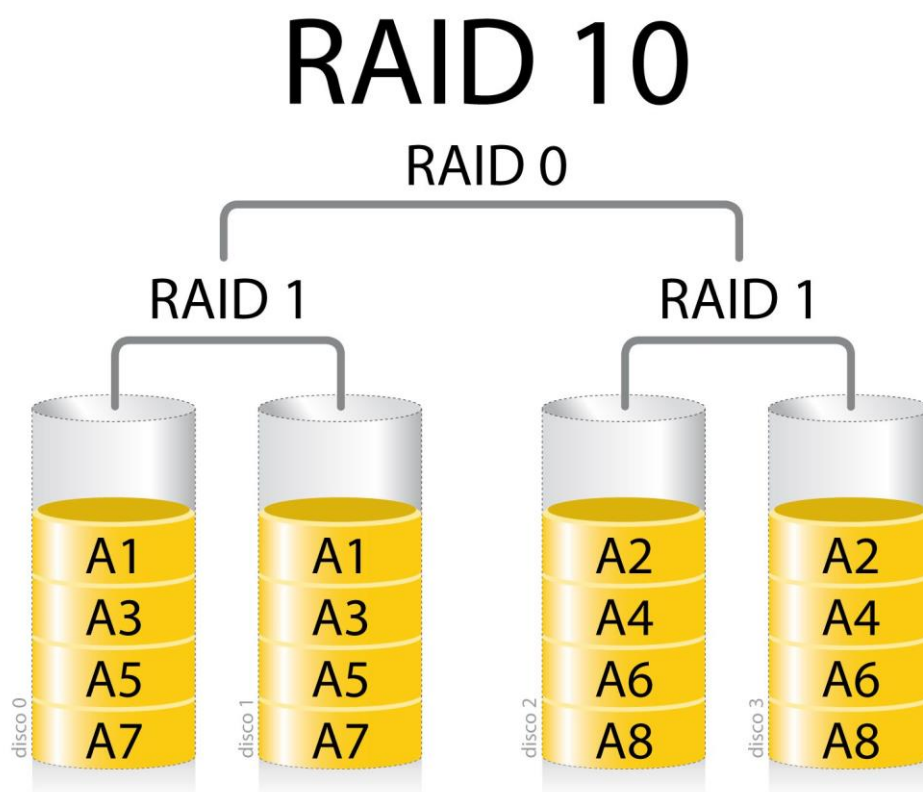 RAID 10
RAID 0
RAID 1 RAID 1
A1 A1 A2 A2
A3 A3 A4 A4
A5 A5 A6 A6
A7 A7 A8 A8
disco 0 disco 1 disco 2 disco 3